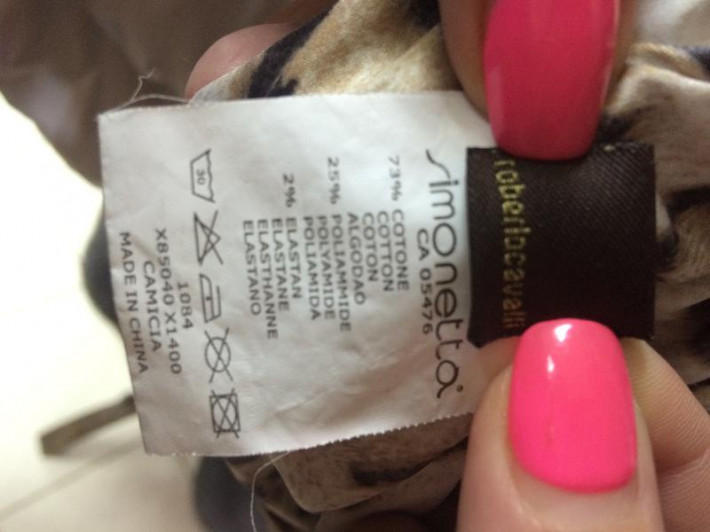 robertocavalli
simonetta
CA 05476
73% COTONE
COTTON
COTON
ALGODAO
25% POLIAMMIDE
POLYAMIDE
POLIAMIDA
2% ELASTAN
ELASTANE
ELASTHANNE
ELASTANO
30
1084
X85040 X1400
CAMICIA
MADE IN CHINA